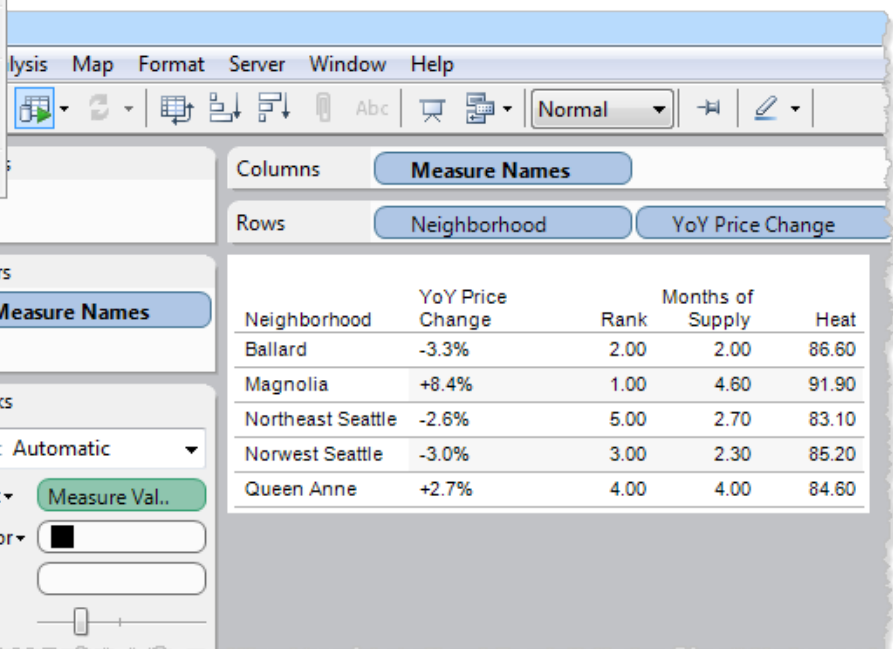 lysis Map Format Server Window Help
Abc Normal
Columns Measure Names
Rows Neighborhood YoY Price Change
rs
Measure Names
Neighborhood YoY Price Change Rank Months of Supply Heat
Ballard -3.3% 2.00 2.00 86.60
Magnolia +8.4% 1.00 4.60 91.90
Northeast Seattle -2.6% 5.00 2.70 83.10
Norwest Seattle -3.0% 3.00 2.30 85.20
Queen Anne +2.7% 4.00 4.00 84.60
ks
: Automatic
Measure Val..
or